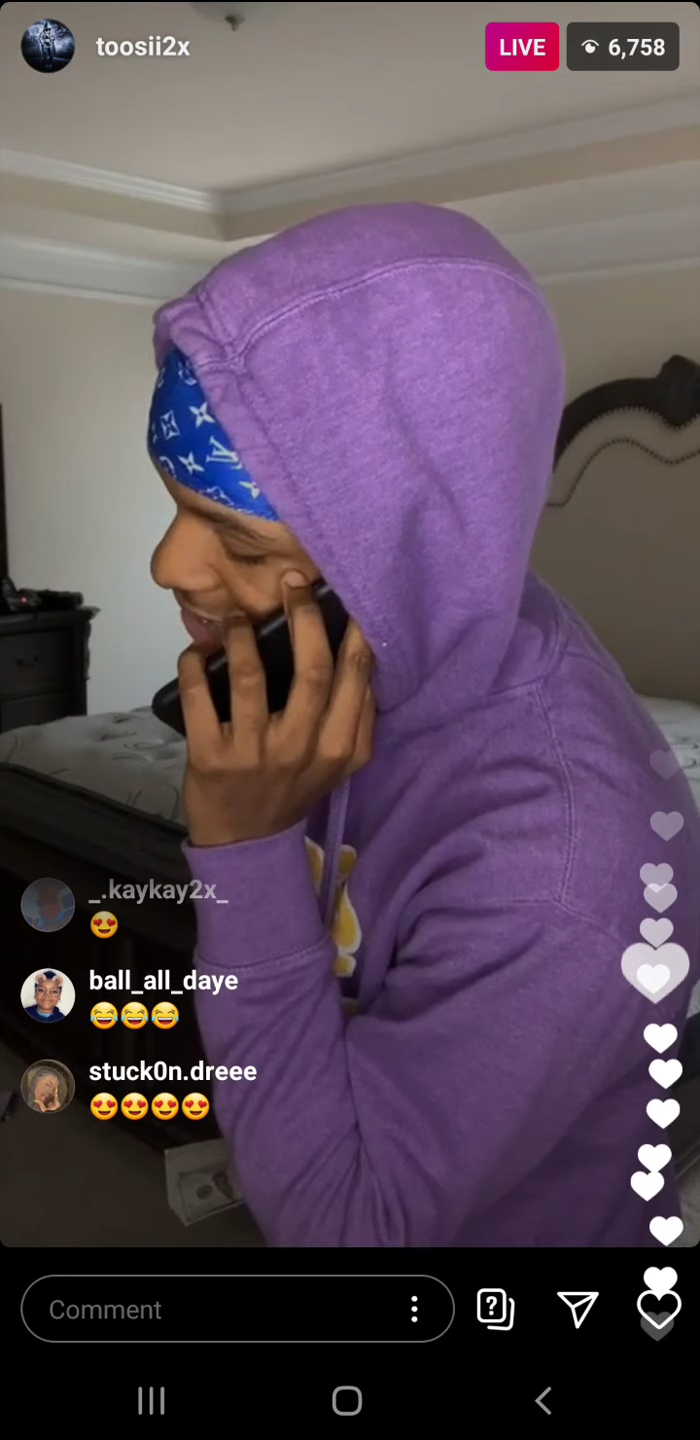 toosii2x
LIVE
6,758
_.kaykay2x_
😍
ball_all_daye
😂😂😂
stuck0n.dreee
😍😍😍😍
Comment